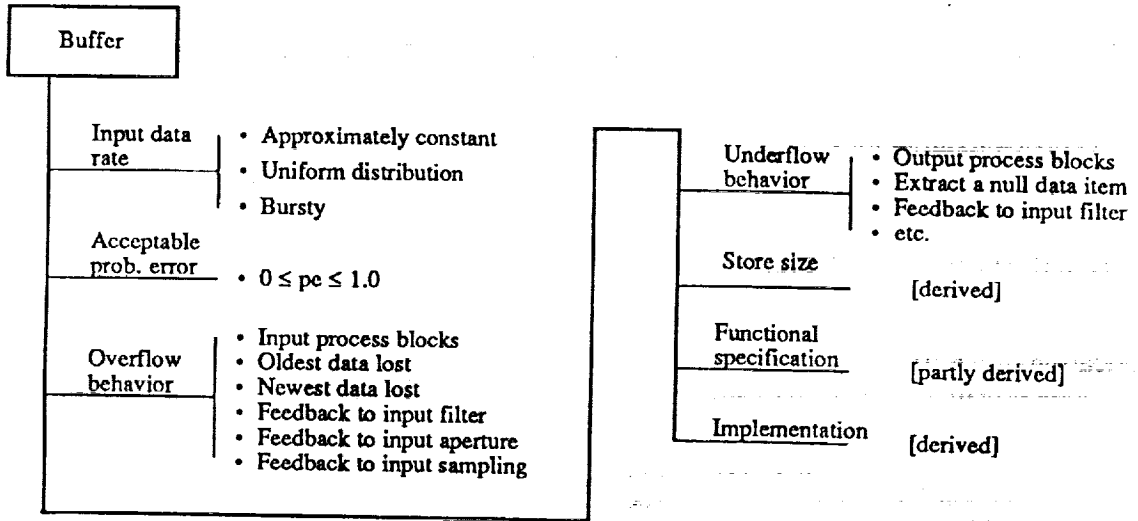 Buffer
Input data
rate
• Approximately constant
• Uniform distribution
• Bursty
Acceptable
prob. error
• 0 ≤ pe ≤ 1.0
Overflow
behavior
• Input process blocks
• Oldest data lost
• Newest data lost
• Feedback to input filter
• Feedback to input aperture
• Feedback to input sampling
Underflow
behavior
• Output process blocks
• Extract a null data item
• Feedback to input filter
• etc.
Store size
[derived]
Functional
specification
[partly derived]
Implementation
[derived]